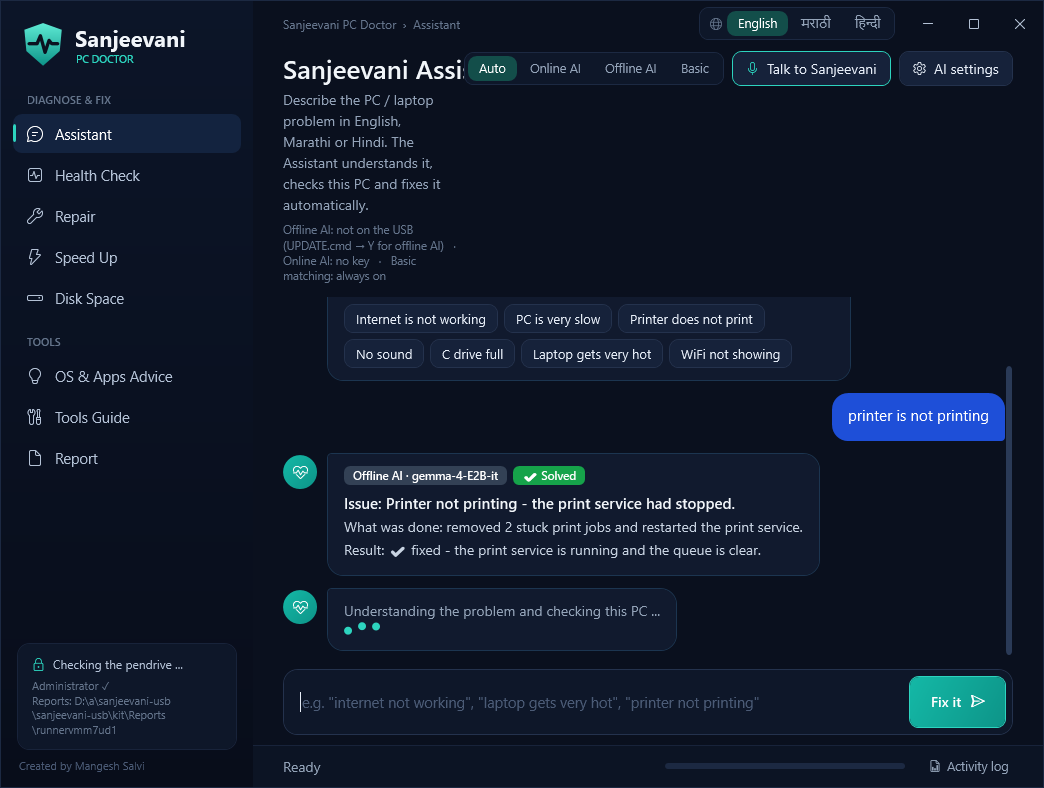 Sanjeevani
PC DOCTOR
DIAGNOSE & FIX
Assistant
Health Check
Repair
Speed Up
Disk Space
TOOLS
OS & Apps Advice
Tools Guide
Report
Checking the pendrive ...
Administrator ✓
Reports: D:\a\sanjeevani-usb
\sanjeevani-usb\kit\Reports
\runnervmm7ud1
Created by Mangesh Salvi
Sanjeevani PC Doctor › Assistant
English मराठी हिन्दी
Sanjeevani Assi
Auto Online AI Offline AI Basic
Talk to Sanjeevani
AI settings
Describe the PC / laptop
problem in English,
Marathi or Hindi. The
Assistant understands it,
checks this PC and fixes it
automatically.
Offline AI: not on the USB
(UPDATE.cmd → Y for offline AI) ·
Online AI: no key · Basic
matching: always on
Internet is not working PC is very slow Printer does not print
No sound C drive full Laptop gets very hot WiFi not showing
printer is not printing
Offline AI · gemma-4-E2B-it ✔ Solved
Issue: Printer not printing - the print service had stopped.
What was done: removed 2 stuck print jobs and restarted the print service.
Result: ✔ fixed - the print service is running and the queue is clear.
Understanding the problem and checking this PC ...
e.g. "internet not working", "laptop gets very hot", "printer not printing"
Fix it
Ready
Activity log